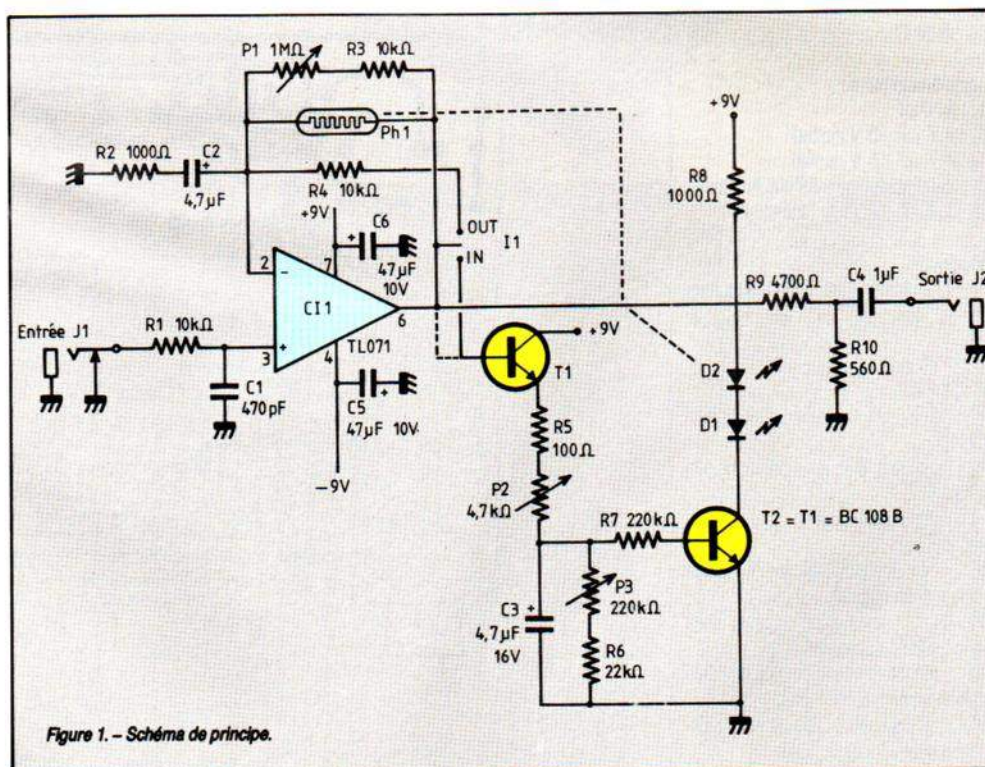 P1 1MΩ
R3 10kΩ
Ph1
+9V
R2 1000Ω
C2
+
4,7µF
R4
10kΩ
R8
1000Ω
+9V
C6
+
47µF
10V
OUT
I1
IN
2
-
7
CI1
6
R9 4700Ω
C4 1µF
Sortie J2
Entrée J1
R1 10kΩ
3
+
4
TL071
+9V
T1
D2
R10
560Ω
C1
470pF
C5
+
47µF 10V
R5
100Ω
D1
-9V
P2
4,7kΩ
R7 220kΩ
T2 = T1 = BC 108 B
C3
+
4,7µF
16V
P3
220kΩ
R6
22kΩ
Figure 1. – Schéma de principe.